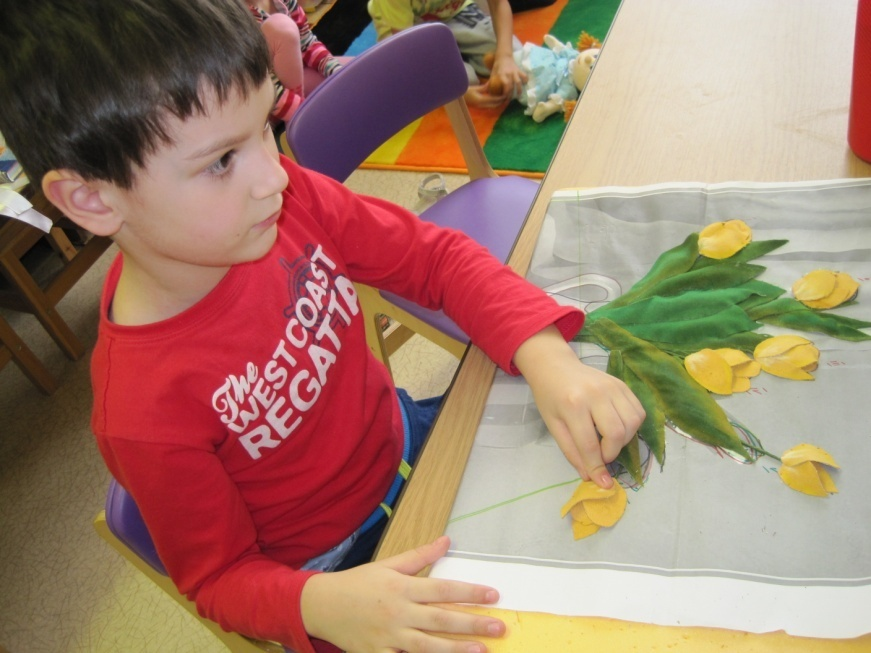 The
WEST COAST
REGATTA